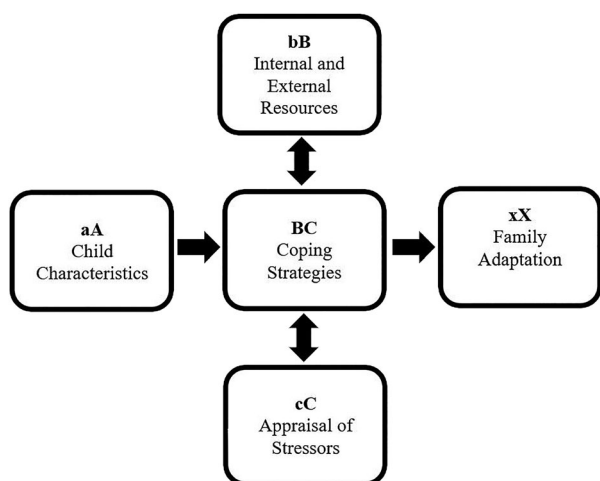 bB
Internal and
External
Resources
aA
Child
Characteristics
BC
Coping
Strategies
xX
Family
Adaptation
cC
Appraisal of
Stressors